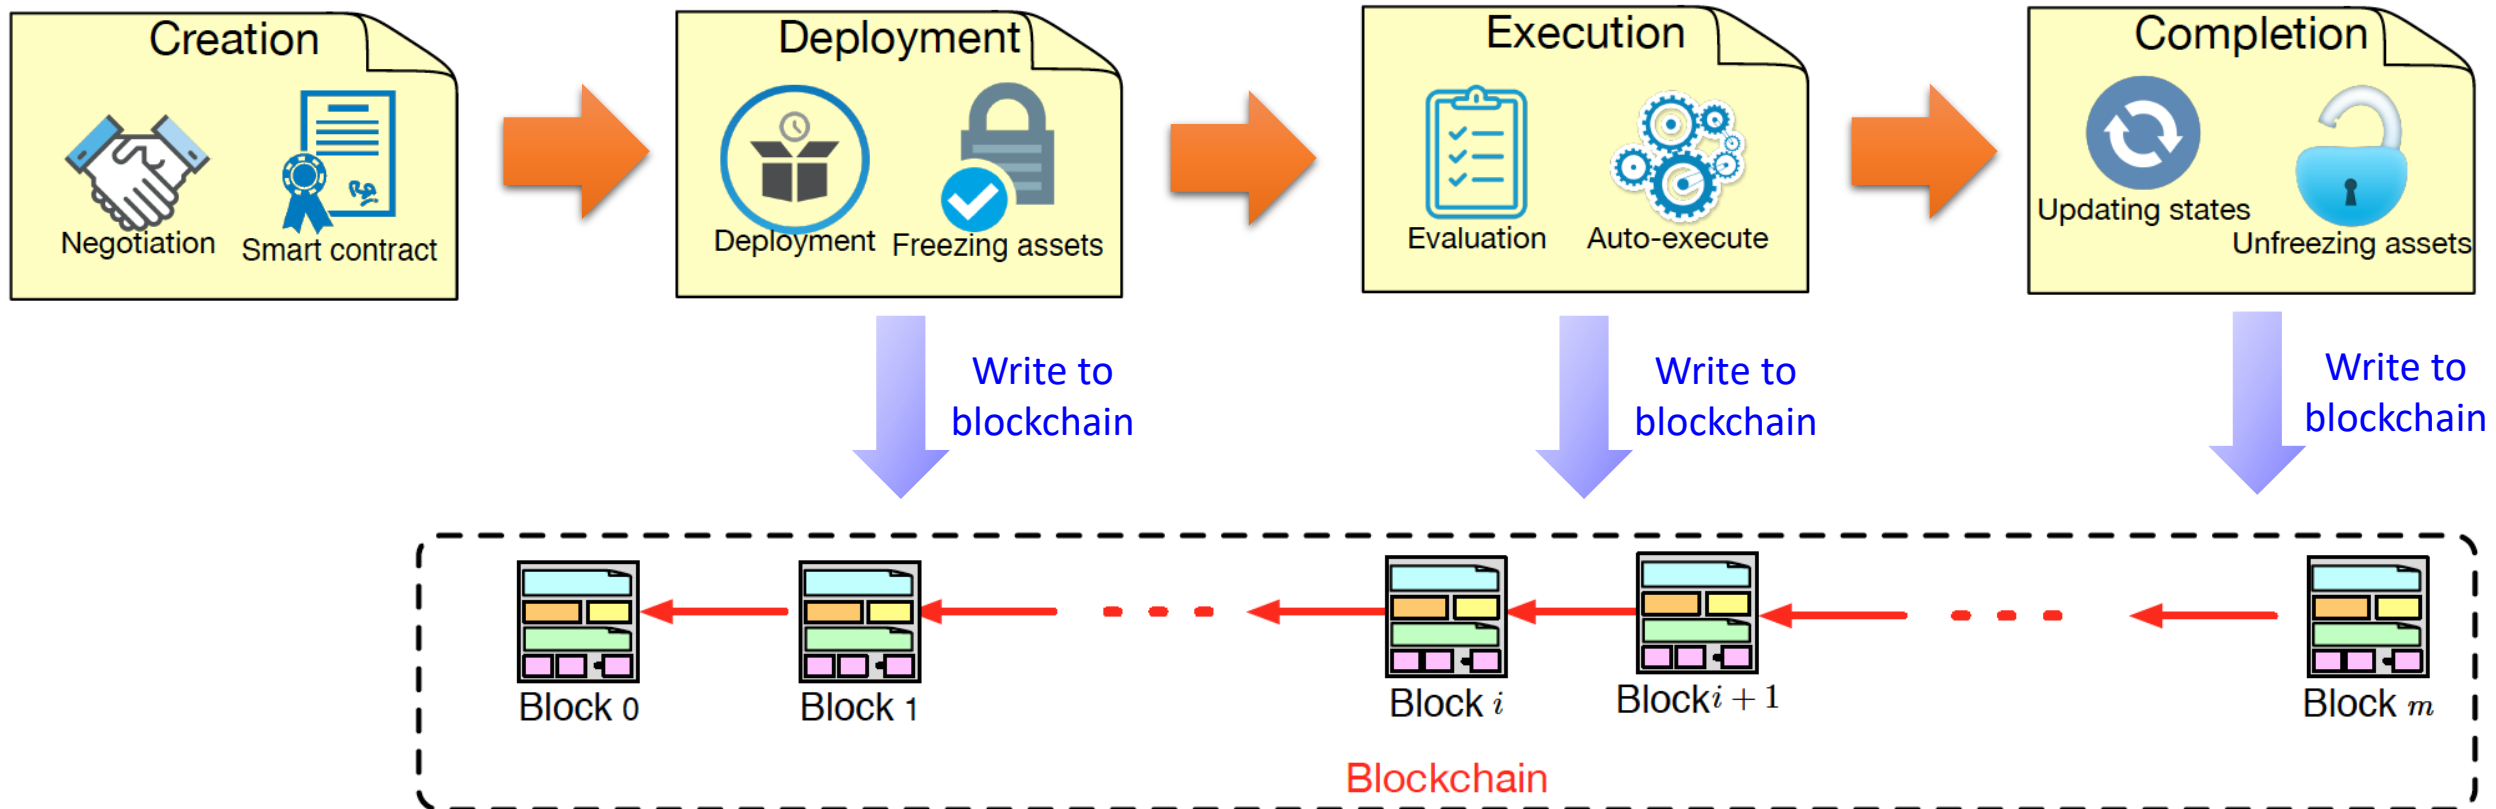 Creation
Deployment
Execution
Completion
Negotiation
Smart contract
Deployment
Freezing assets
Evaluation
Auto-execute
Updating states
Unfreezing assets
Write to
blockchain
Write to
blockchain
Write to
blockchain
Block 0
Block 1
Block i
Block i + 1
Block m
Blockchain